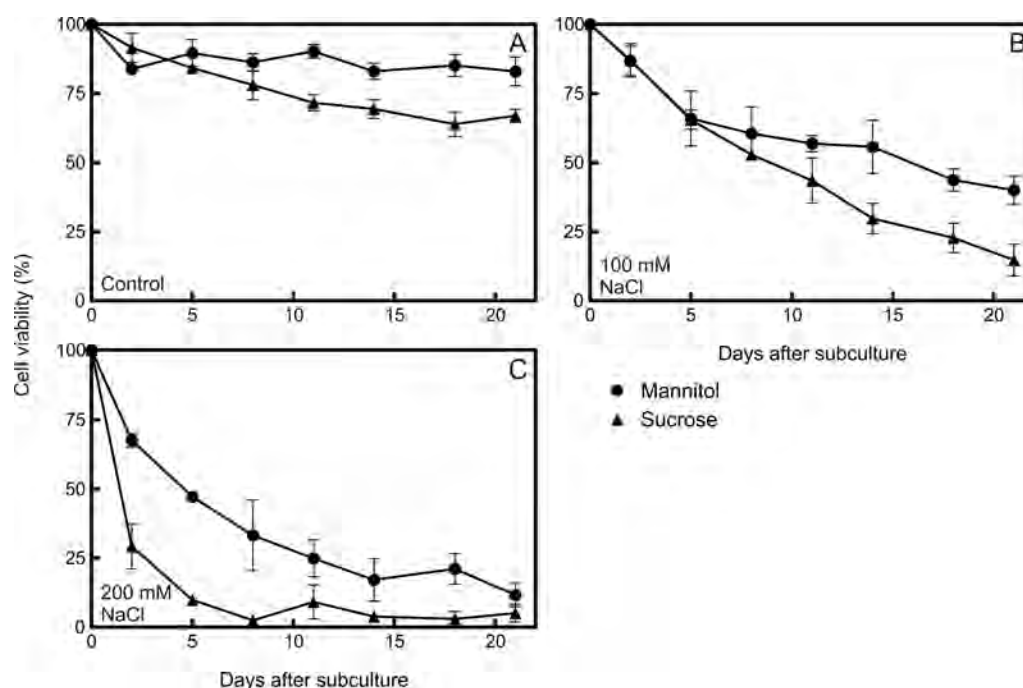 Cell viability (%)
100
75
50
25
0
A
Control
0 5 10 15 20
100
75
50
25
0
B
100 mM
NaCl
0 5 10 15 20
Days after subculture
100
75
50
25
0
C
200 mM
NaCl
0 5 10 15 20
Days after subculture
Mannitol
Sucrose